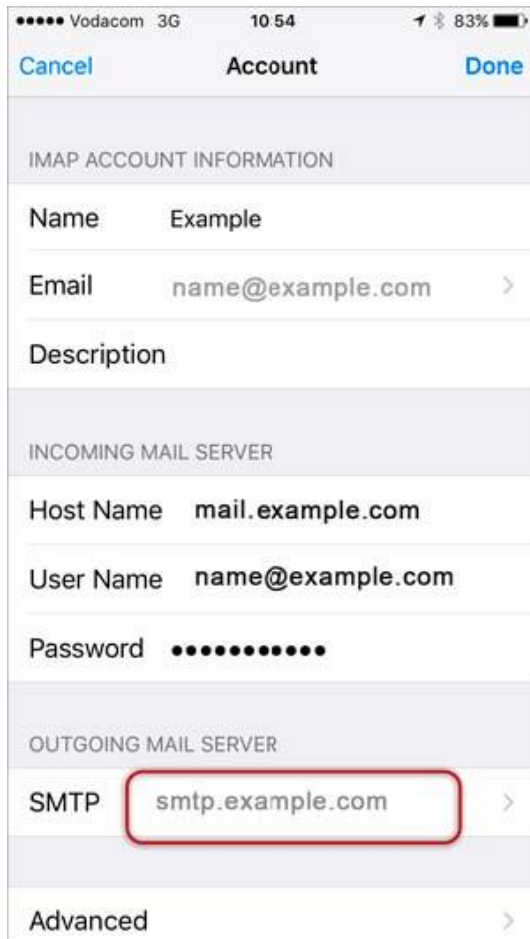 Vodacom 3G 10:54 83%
Cancel Account Done
IMAP ACCOUNT INFORMATION
Name Example
Email name@example.com
Description
INCOMING MAIL SERVER
Host Name mail.example.com
User Name name@example.com
Password •••••••••••
OUTGOING MAIL SERVER
SMTP smtp.example.com
Advanced